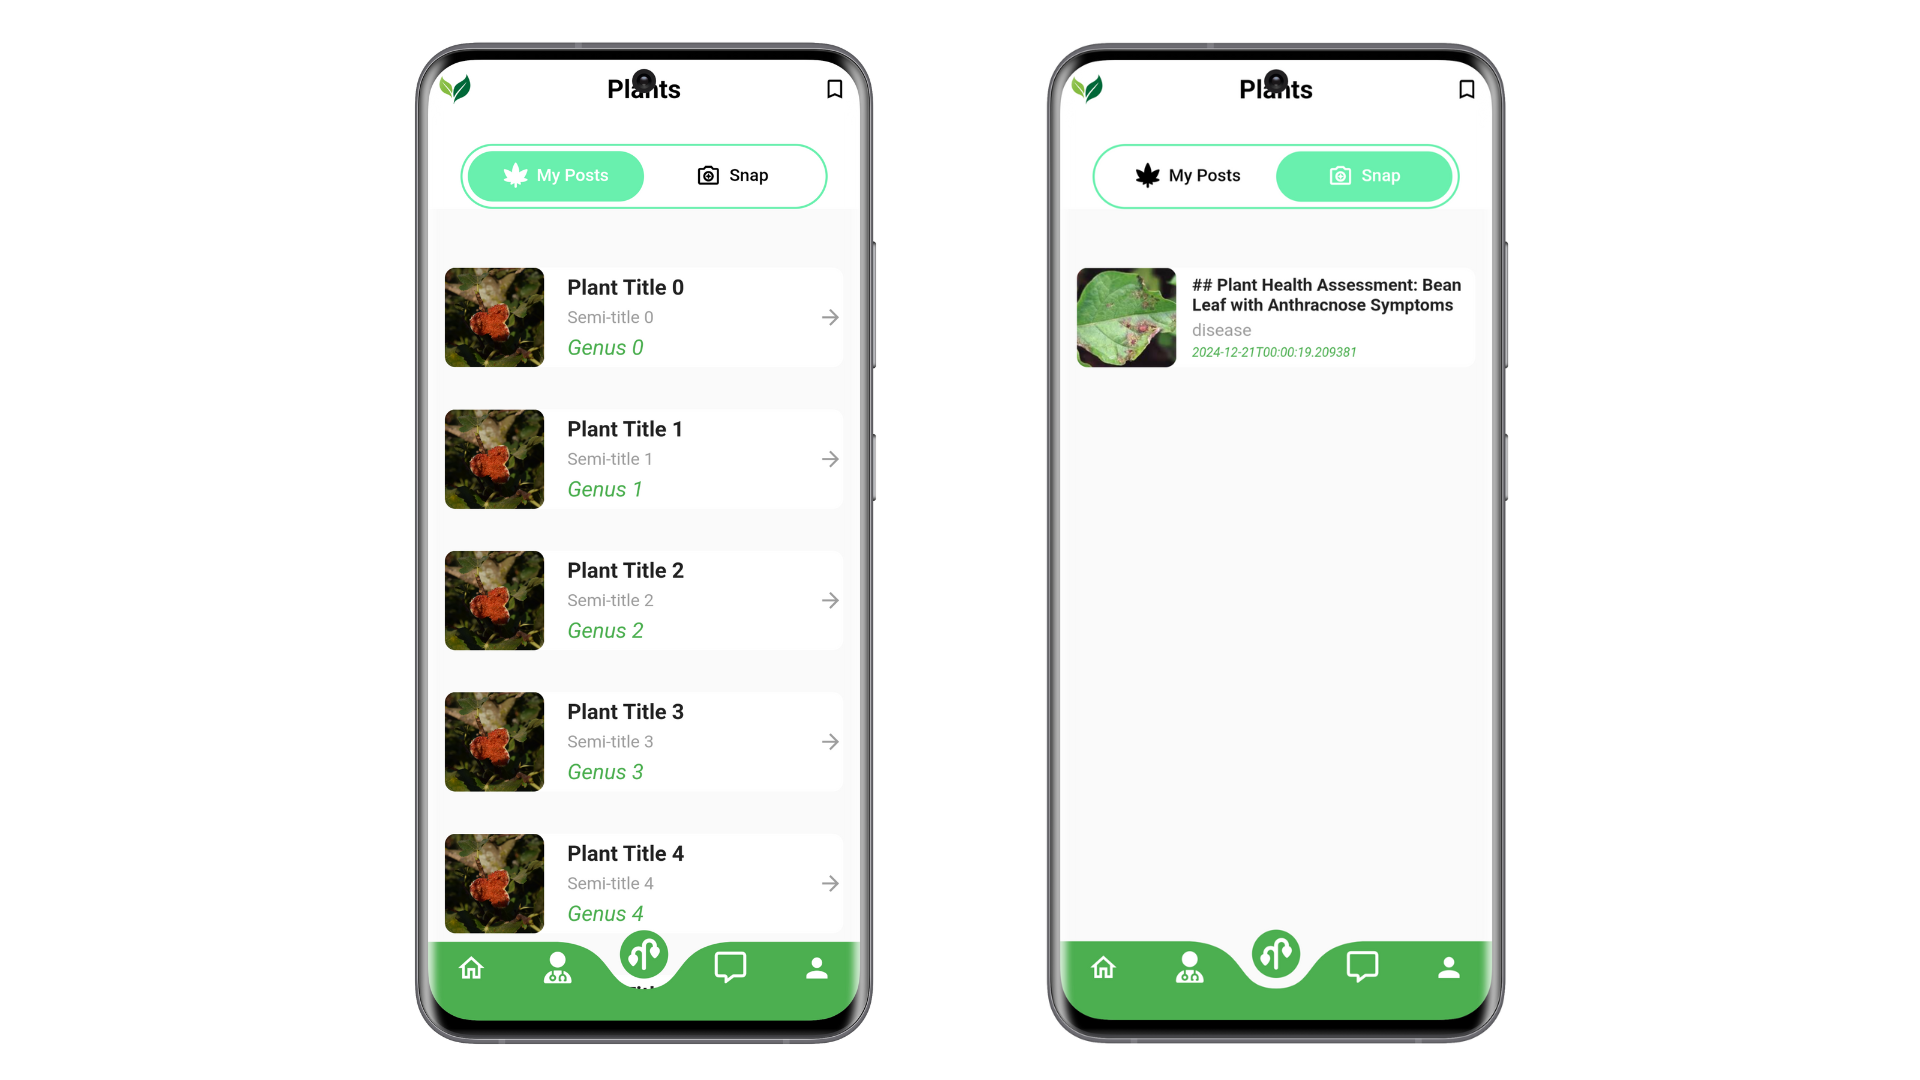 Plants
My Posts
Snap
Plant Title 0
Semi-title 0
Genus 0
Plant Title 1
Semi-title 1
Genus 1
Plant Title 2
Semi-title 2
Genus 2
Plant Title 3
Semi-title 3
Genus 3
Plant Title 4
Semi-title 4
Genus 4
Plants
My Posts
Snap
## Plant Health Assessment: Bean
Leaf with Anthracnose Symptoms
disease
2024-12-21T00:00:19.209381